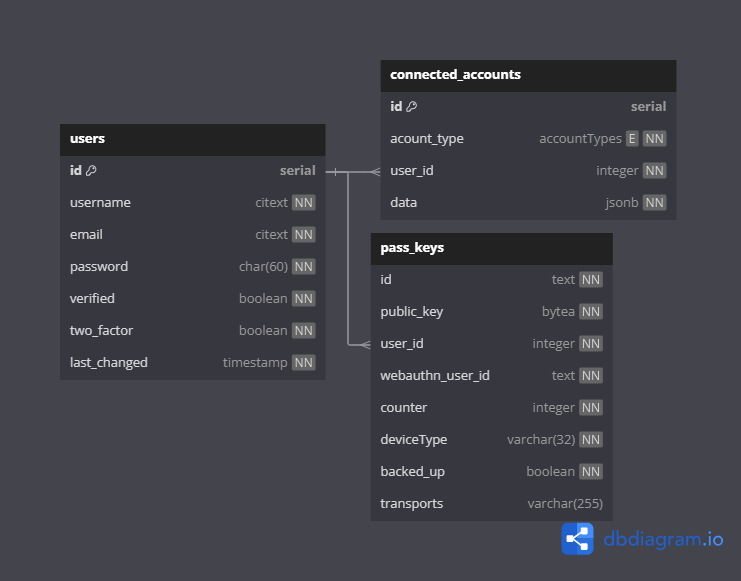 users
id serial
username citext NN
email citext NN
password char(60) NN
verified boolean NN
two_factor boolean NN
last_changed timestamp NN
connected_accounts
id serial
acount_type accountTypes E NN
user_id integer NN
data jsonb NN
pass_keys
id text NN
public_key bytea NN
user_id integer NN
webauthn_user_id text NN
counter integer NN
deviceType varchar(32) NN
backed_up boolean NN
transports varchar(255)
dbdiagram.io